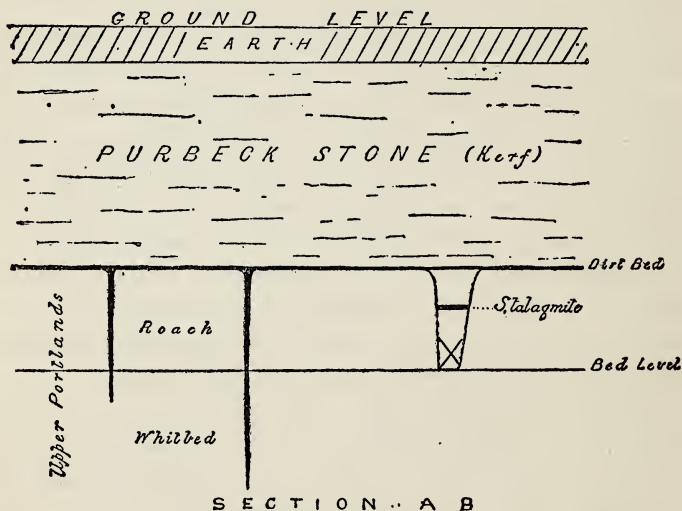 GROUND LEVEL
EARTH
PURBECK STONE (Kerf)
Dirt Bed
Stalagmite
Roach
Upper Portlands
Bed Level
Whitbed
SECTION .. A B